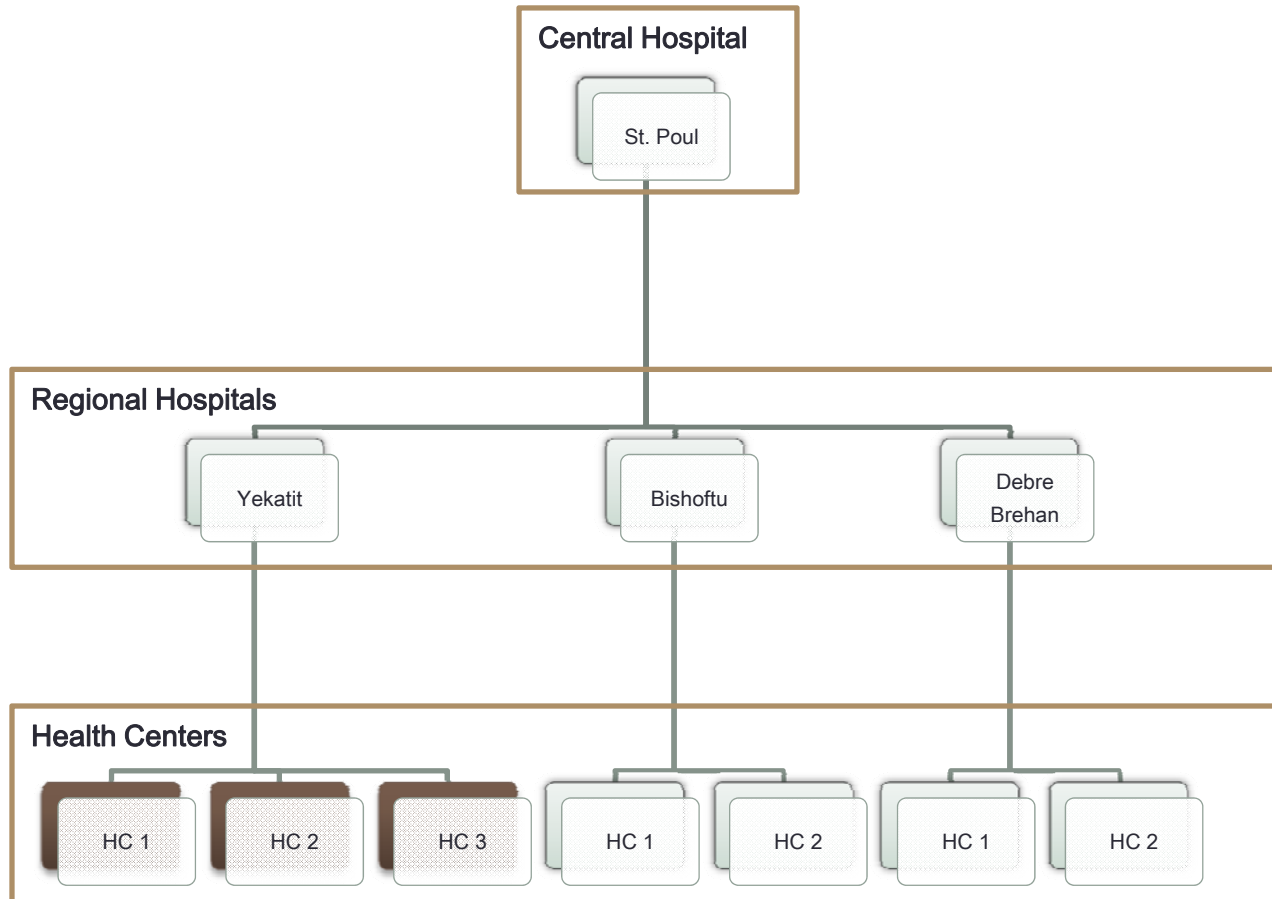 Central Hospital
St. Poul
Regional Hospitals
Yekatit
Bishoftu
Debre
Brehan
Health Centers
HC 1
HC 2
HC 3
HC 1
HC 2
HC 1
HC 2